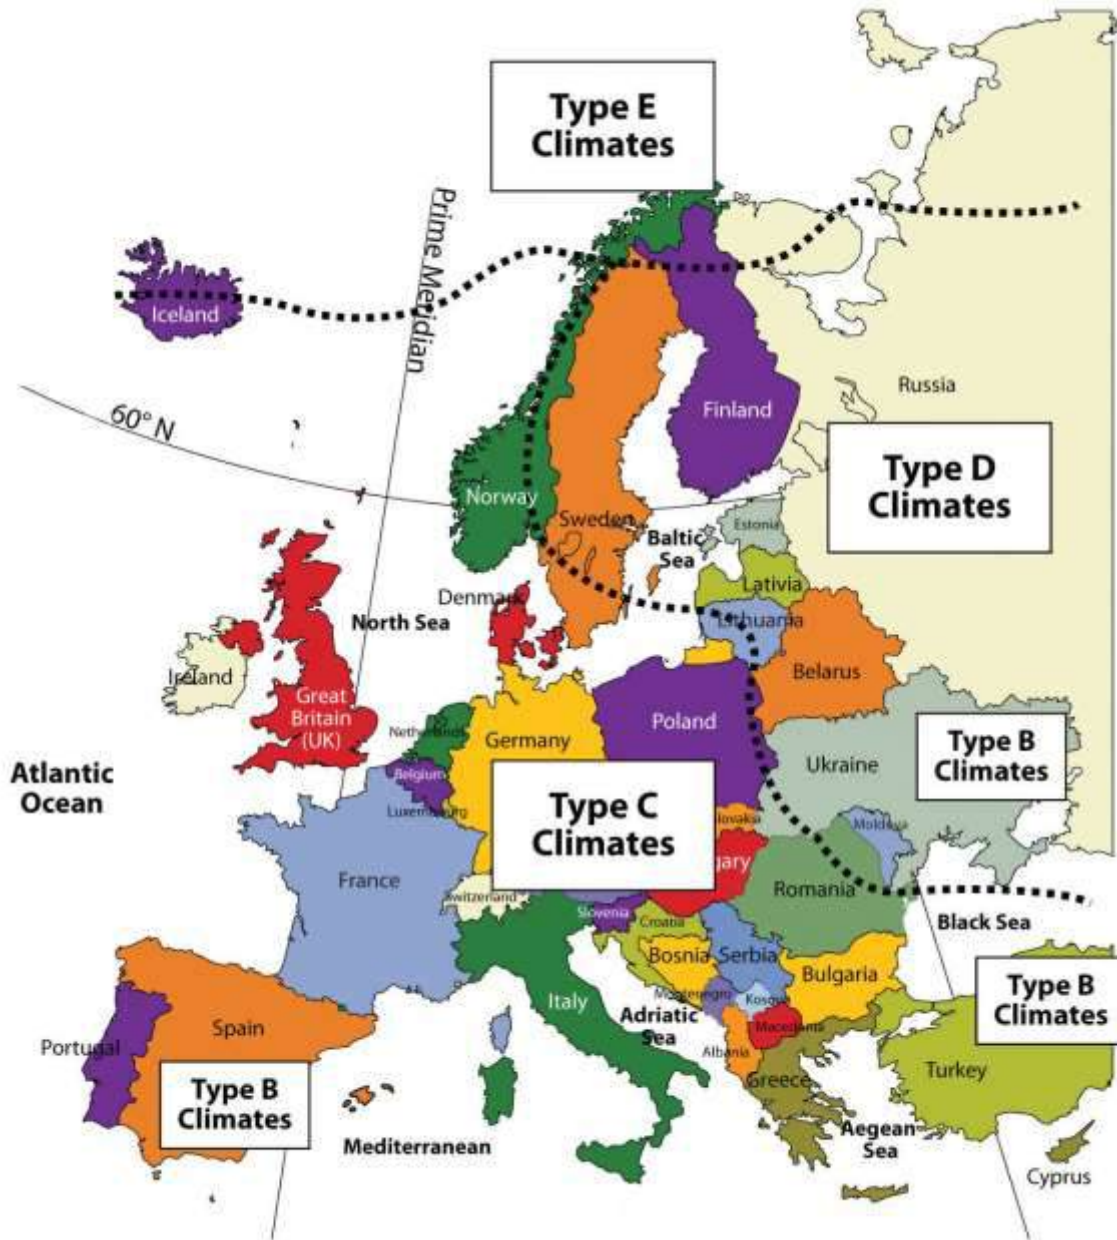 Type E
Climates
Prime Meridian
Iceland
60° N
Russia
Finland
Type D
Climates
Norway
Sweden
Estonia
Baltic
Sea
Lativia
Denmark
North Sea
Lithuania
Ireland
Belarus
Great
Britain
(UK)
Poland
Netherlands
Germany
Type B
Climates
Ukraine
Atlantic
Ocean
Belgium
Luxembourg
Type C
Climates
Slovakia
Moldova
France
gary
Romania
Switzerland
Slovenia
Croatia
Black Sea
Bosnia
Serbia
Bulgaria
Montenegro
Kosovo
Italy
Adriatic
Sea
Macedonia
Type B
Climates
Spain
Portugal
Albania
Greece
Turkey
Type B
Climates
Mediterranean
Aegean
Sea
Cyprus